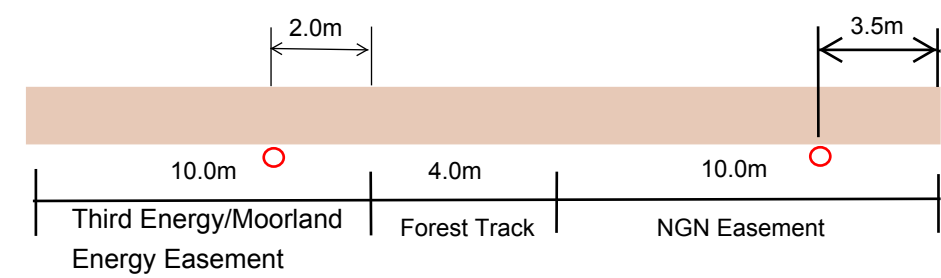 2.0m
3.5m
10.0m
4.0m
10.0m
Third Energy/Moorland
Energy Easement
Forest Track
NGN Easement